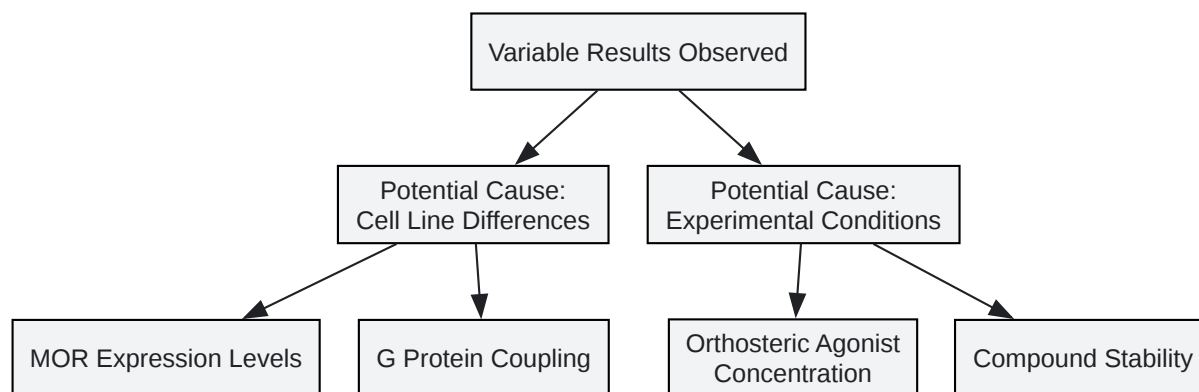 Variable Results Observed
Potential Cause:
Cell Line Differences
Potential Cause:
Experimental Conditions
MOR Expression Levels
G Protein Coupling
Orthosteric Agonist
Concentration
Compound Stability